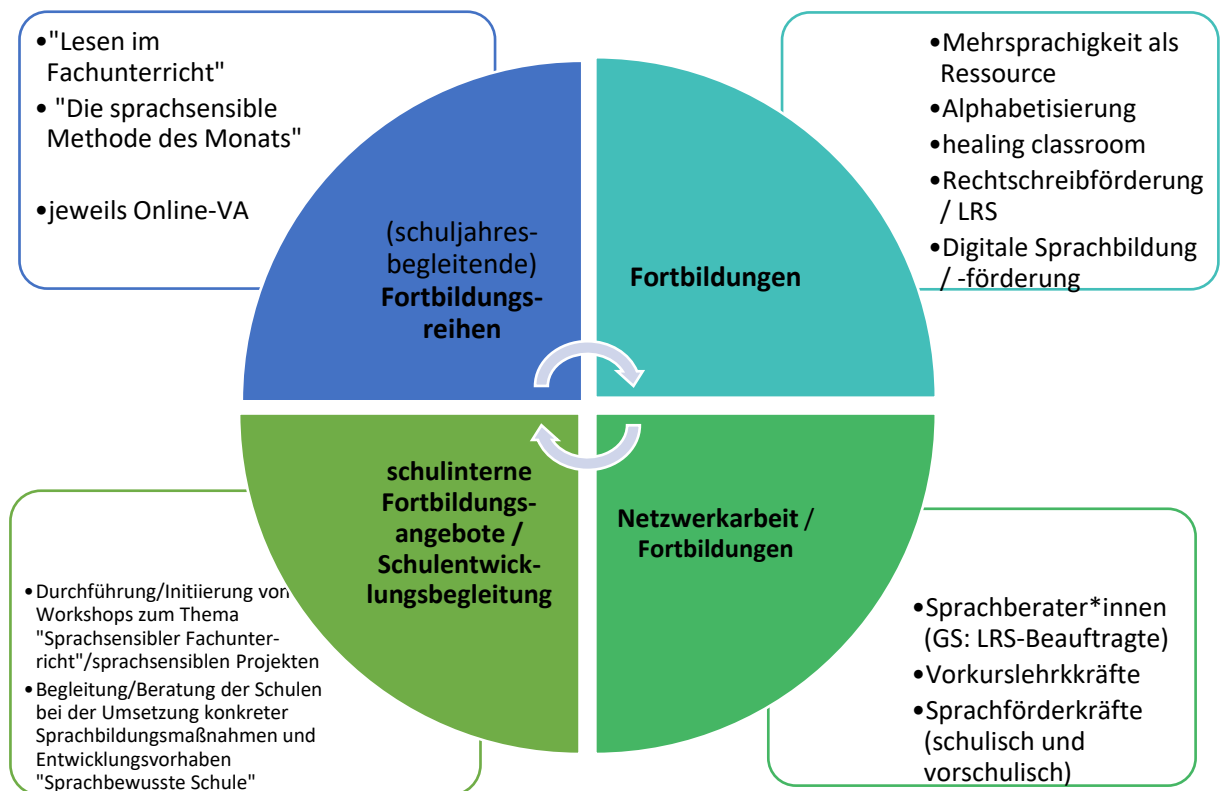 •"Lesen im
Fachunterricht"
• "Die sprachsensible
Methode des Monats"
•jeweils Online-VA
(schuljahres-
begleitende)
Fortbildungs-
reihen
Fortbildungen
•Mehrsprachigkeit als
Ressource
•Alphabetisierung
•healing classroom
•Rechtschreibförderung
/ LRS
•Digitale Sprachbildung
/ -förderung
schulinterne
Fortbildungs-
angebote /
Schulentwick-
lungsbegleitung
•Durchführung/Initiierung von
Workshops zum Thema
"Sprachsensibler Fachunter-
richt"/sprachsensiblen Projekten
•Begleitung/Beratung der Schulen
bei der Umsetzung konkreter
Sprachbildungsmaßnahmen und
Entwicklungsvorhaben
"Sprachbewusste Schule"
Netzwerkarbeit /
Fortbildungen
•Sprachberater*innen
(GS: LRS-Beauftragte)
•Vorkurslehrkkräfte
•Sprachförderkräfte
(schulisch und
vorschulisch)